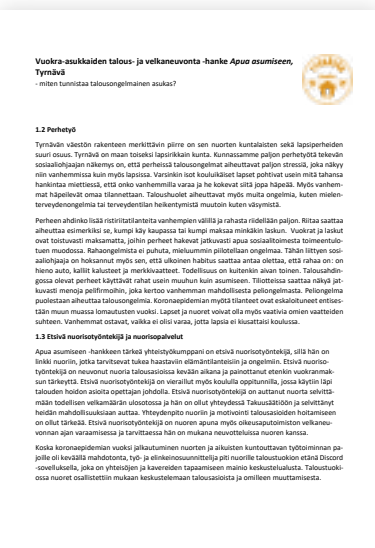 Vuokra-asukkaiden talous- ja velkaneuvonta -hanke Apua asumiseen,
Tyrnävä
- miten tunnistaa talousongelmainen asukas?
1.2 Perhetyö
Tyrnävän väestön rakenteen merkittävin piirre on sen nuorten kuntalaisten sekä lapsiperheiden
suuri osuus. Tyrnävä on maan toiseksi lapsirikkain kunta. Kunnassamme paljon perhetyötä tekevän
sosiaaliohjaajan näkemys on, että perheissä talousongelmat aiheuttavat paljon stressiä, joka näkyy
niin vanhemmissa kuin myös lapsissa. Varsinkin isot kouluikäiset lapset pohtivat usein mitä tahansa
hankintaa miettiessä, että onko vanhemmilla varaa ja he kokevat siitä jopa häpeää. Myös vanhem-
mat häpeilevät omaa tilannettaan. Taloushuolet aiheuttavat myös muita ongelmia, kuten mielen-
terveydenongelmia tai terveydentilan heikentymistä muutoin kuten väsymistä.
Perheen ahdinko lisää ristiriitatilanteita vanhempien välillä ja rahasta riidellään paljon. Riitaa saattaa
aiheuttaa esimerkiksi se, kumpi käy kaupassa tai kumpi maksaa minkäkin laskun. Vuokrat ja laskut
ovat toistuvasti maksamatta, joihin perheet hakevat jatkuvasti apua sosiaalitoimesta toimeentulo-
tuen muodossa. Rahaongelmista ei puhuta, mieluummin piilotellaan ongelmaa. Tähän liittyen sosi-
aaliohjaaja on hoksannut myös sen, että ulkoinen habitus saattaa antaa olettaa, että rahaa on: on
hieno auto, kalliit kalusteet ja merkkivaatteet. Todellisuus on kuitenkin aivan toinen. Talousahdin-
gossa olevat perheet käyttävät rahat usein muuhun kuin asumiseen. Tiliotteissa saattaa näkyä jat-
kuvasti menoja pelifirmoihin, joka kertoo vanhemman mahdollisesta peliongelmasta. Peliongelma
puolestaan aiheuttaa talousongelmia. Koronaepidemian myötä tilanteet ovat eskaloituneet entises-
tään muun muassa lomautusten vuoksi. Lapset ja nuoret voivat olla myös vaativia omien vaatteiden
suhteen. Vanhemmat ostavat, vaikka ei olisi varaa, jotta lapsia ei kiusattaisi koulussa.
1.3 Etsivä nuorisotyöntekijä ja nuorisopalvelut
Apua asumiseen -hankkeen tärkeä yhteistyökumppani on etsivä nuorisotyöntekijä, sillä hän on
linkki nuoriin, jotka tarvitsevat tukea haastaviin elämäntilanteisiin ja ongelmiin. Etsivä nuoriso-
työntekijä on neuvonut nuoria talousasioissa kevään aikana ja painottanut etenkin vuokranmak-
sun tärkeyttä. Etsivä nuorisotyöntekijä on vieraillut myös koululla oppitunnilla, jossa käytiin läpi
talouden hoidon asioita opettajan johdolla. Etsivä nuorisotyöntekijä on auttanut nuorta selvittä-
mään todellisen velkamäärän ulosotossa ja hän on ollut yhteydessä Takuusäätiöön ja selvittänyt
heidän mahdollisuuksiaan auttaa. Yhteydenpito nuoriin ja motivointi talousasioiden hoitamiseen
on ollut tärkeää. Etsivä nuorisotyöntekijä on nuoren apuna myös oikeusaputoimiston velkaneu-
vonnan ajan varaamisessa ja tarvittaessa hän on mukana neuvotteluissa nuoren kanssa.
Koska koronaepidemian vuoksi jalkautuminen nuorten ja aikuisten kuntouttavan työtoiminnan pa-
joille oli keväällä mahdotonta, työ- ja elinkeinosuunnittelija piti nuorille taloustuokion etänä Discord
-sovelluksella, joka on yhteisöjen ja kavereiden tapaamiseen mainio keskustelualusta. Taloustuoki-
ossa nuoret osallistettiin mukaan keskustelemaan talousasioista ja omilleen muuttamisesta.